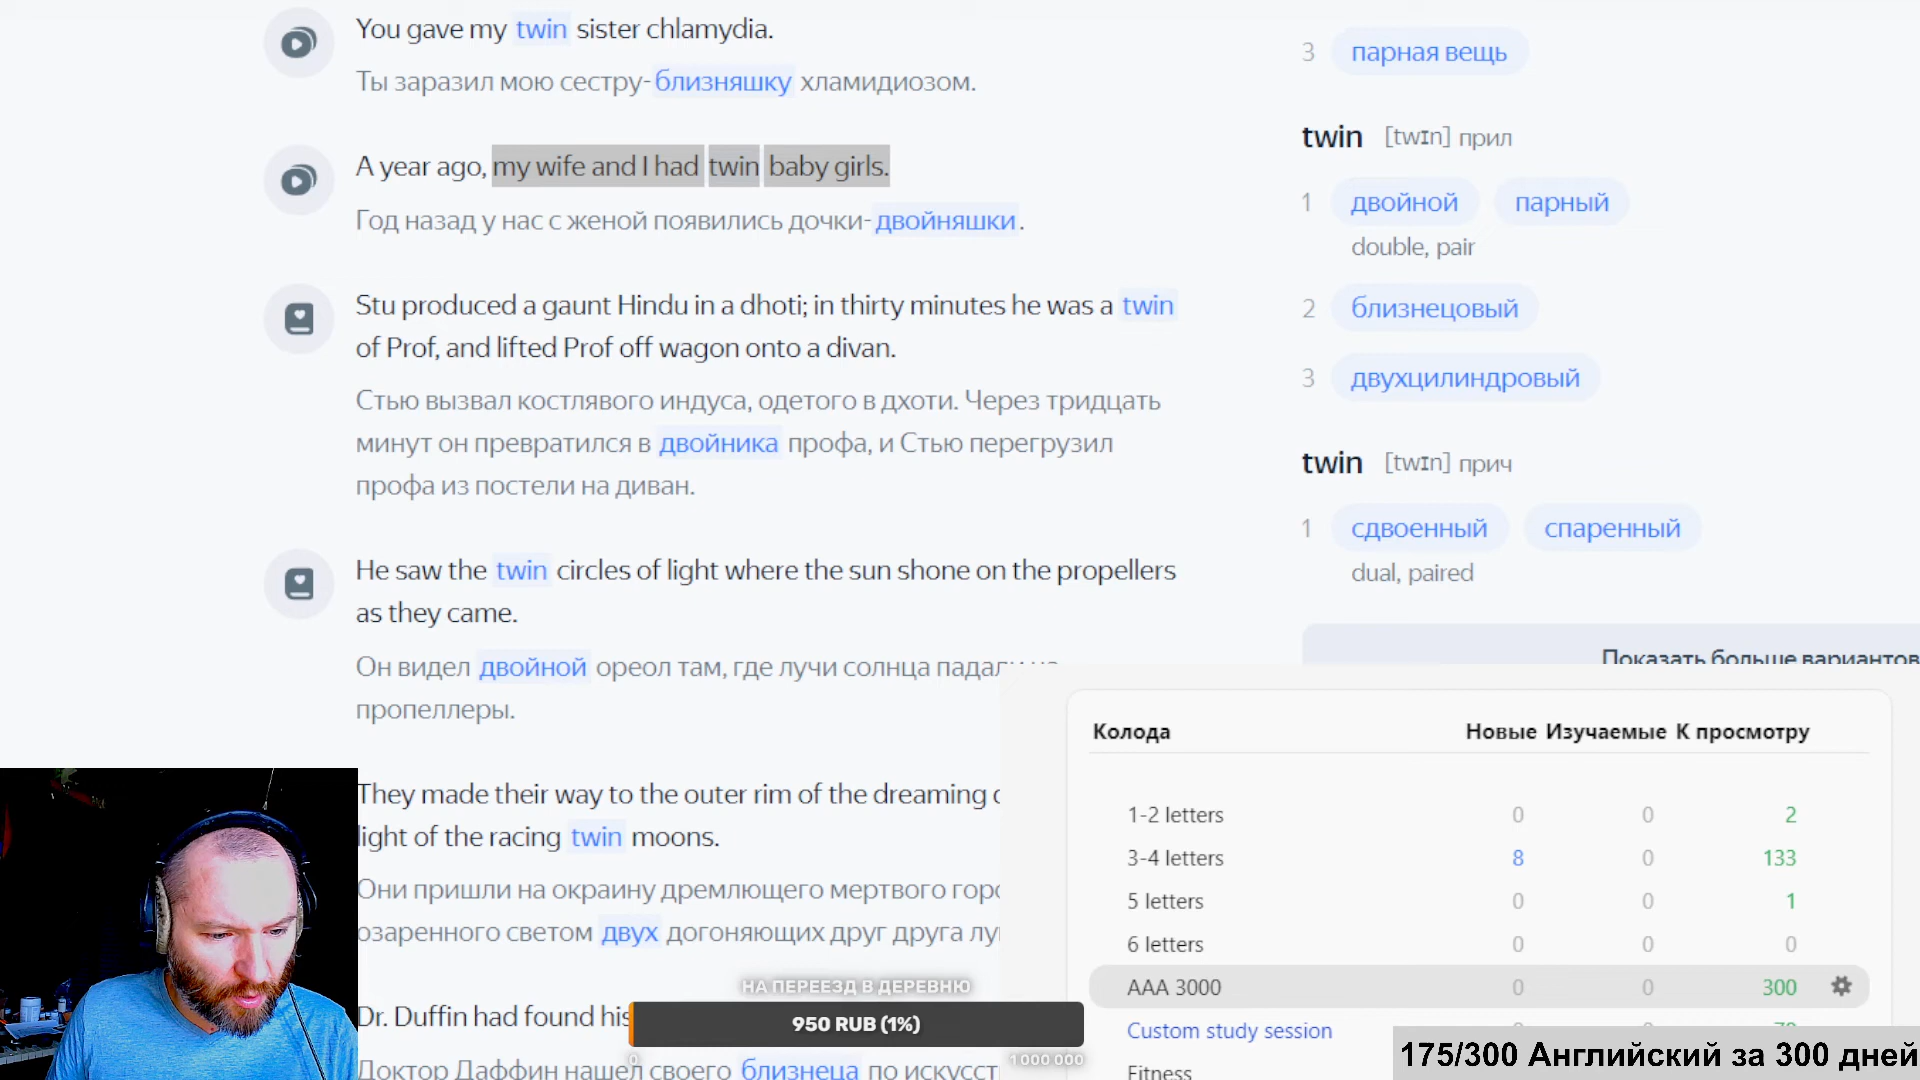 You gave my twin sister chlamydia.
Ты заразил мою сестру-близняшку хламидиозом.
A year ago, my wife and I had twin baby girls.
Год назад у нас с женой появились дочки-двойняшки.
Stu produced a gaunt Hindu in a dhoti; in thirty minutes he was a twin
of Prof, and lifted Prof off wagon onto a divan.
Стью вызвал костлявого индуса, одетого в дхоти. Через тридцать
минут он превратился в двойника профа, и Стью перегрузил
профа из постели на диван.
He saw the twin circles of light where the sun shone on the propellers
as they came.
Он видел двойной ореол там, где лучи солнца падали на
пропеллеры.
They made their way to the outer rim of the dreaming
light of the racing twin moons.
Они пришли на окраину дремлющего мертвого горо
озаренного светом двух догоняющих друг друга лу
Dr. Duffin had found his
Доктор Даффин нашел своего близнеца по искусст
3 парная вещь
twin [twɪn] прил
1 двойной парный
double, pair
2 близнецовый
3 двухцилиндровый
twin [twɪn] прич
1 сдвоенный спаренный
dual, paired
Показать больше вариантов
Колода Новые Изучаемые К просмотру
1-2 letters 0 0 2
3-4 letters 8 0 133
5 letters 0 0 1
6 letters 0 0 0
AAA 3000 0 0 300
Custom study session
Fitness
НА ПЕРЕЕЗД В ДЕРЕВНЮ
950 RUB (1%)
0 1 000 000
175/300 Английский за 300 дней